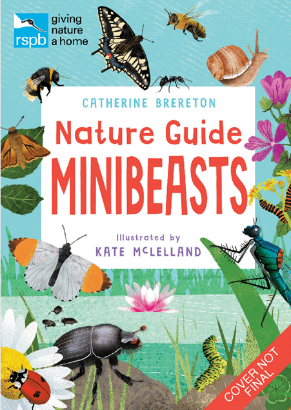 rspb
giving
nature
a home
CATHERINE BRERETON
Nature Guide
MINIBEASTS
Illustrated by
KATE McLELLAND
COVER NOT
FINAL